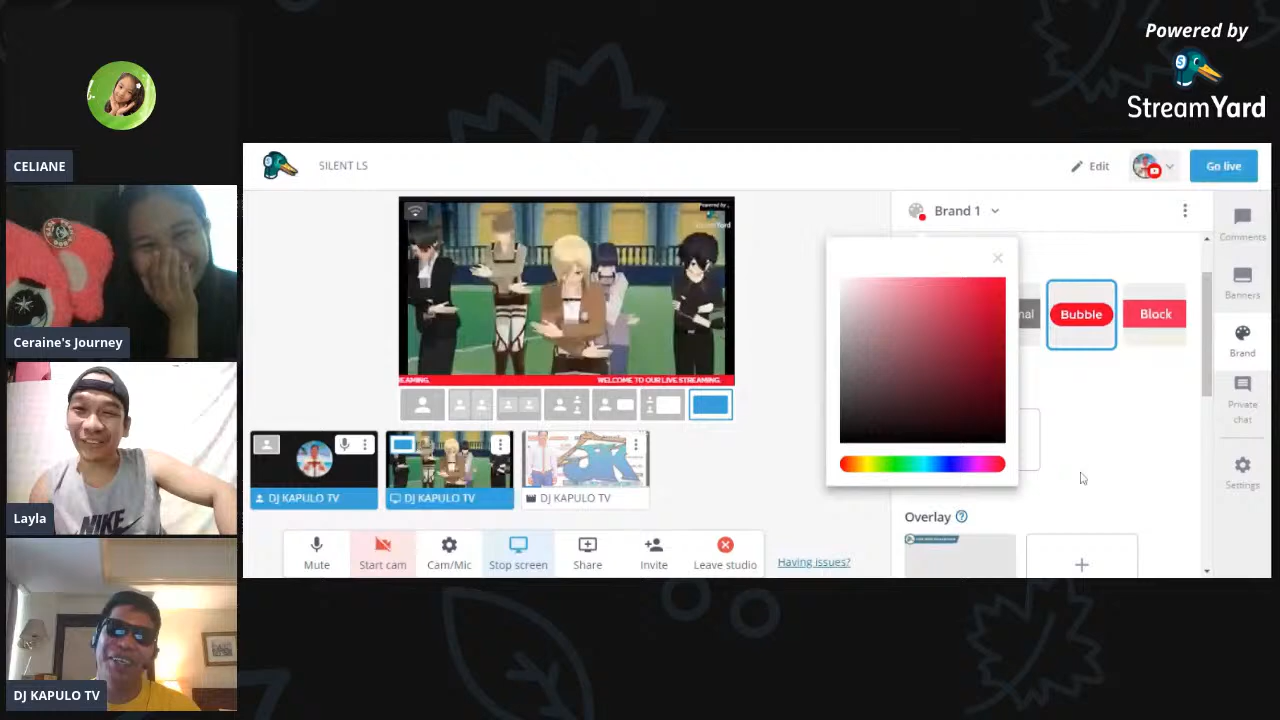 Powered by
StreamYard
CELIANE
Ceraine's Journey
Layla
NIKE
DJ KAPULO TV
SILENT LS
Edit
Go live
Brand 1
Bubble
Block
EAMING.
WELCOME TO OUR LIVE STREAMING.
DJ KAPULO TV
DJ KAPULO TV
DJ KAPULO TV
Mute
Start cam
Cam/Mic
Stop screen
Share
Invite
Leave studio
Having issues?
Overlay
Comments
Banners
Brand
Private
chat
Settings